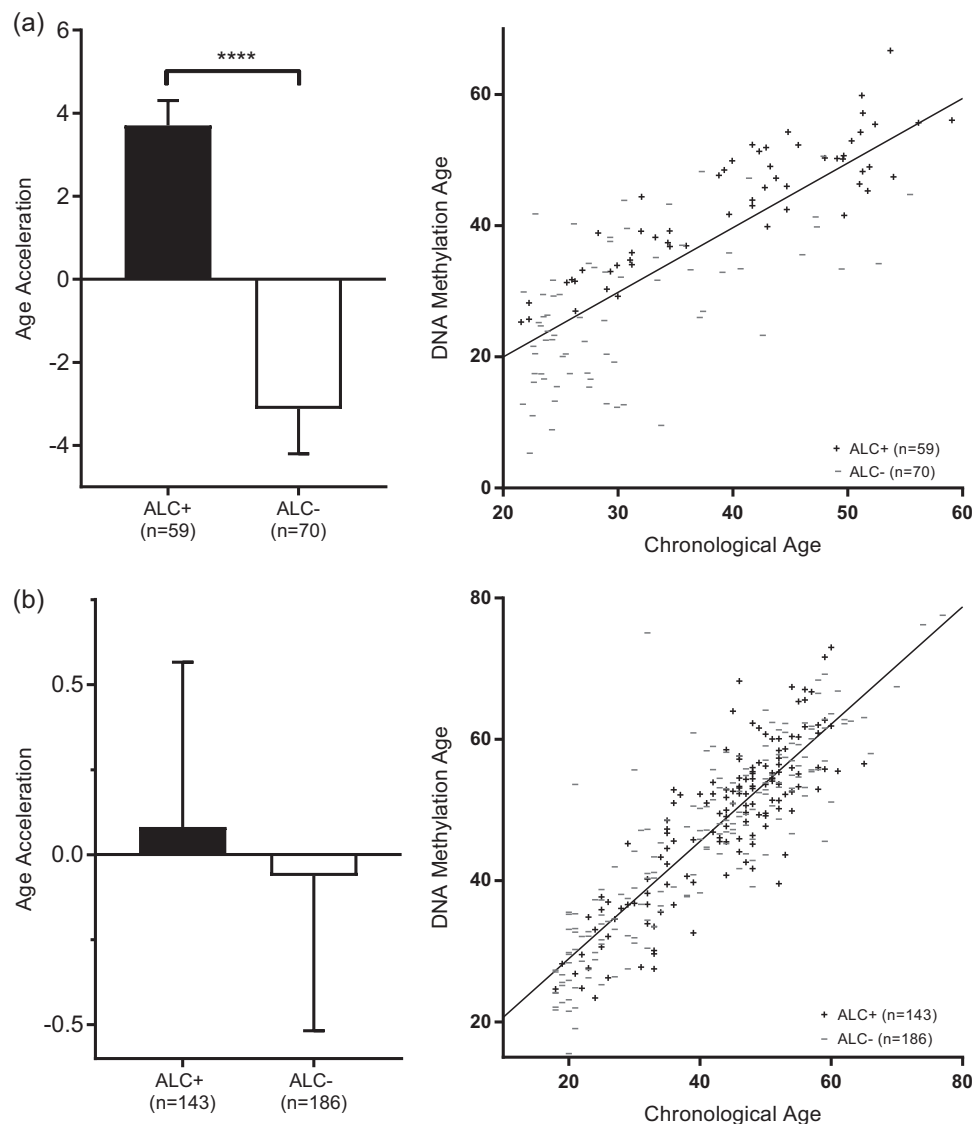 (a)
6
4
2
0
-2
-4
Age Acceleration
****
ALC+
(n=59)
ALC-
(n=70)
60
40
20
0
DNA Methylation Age
20 30 40 50 60
Chronological Age
+ ALC+ (n=59)
– ALC- (n=70)
(b)
0.5
0.0
-0.5
Age Acceleration
ALC+
(n=143)
ALC-
(n=186)
80
60
40
20
DNA Methylation Age
20 40 60 80
Chronological Age
+ ALC+ (n=143)
– ALC- (n=186)